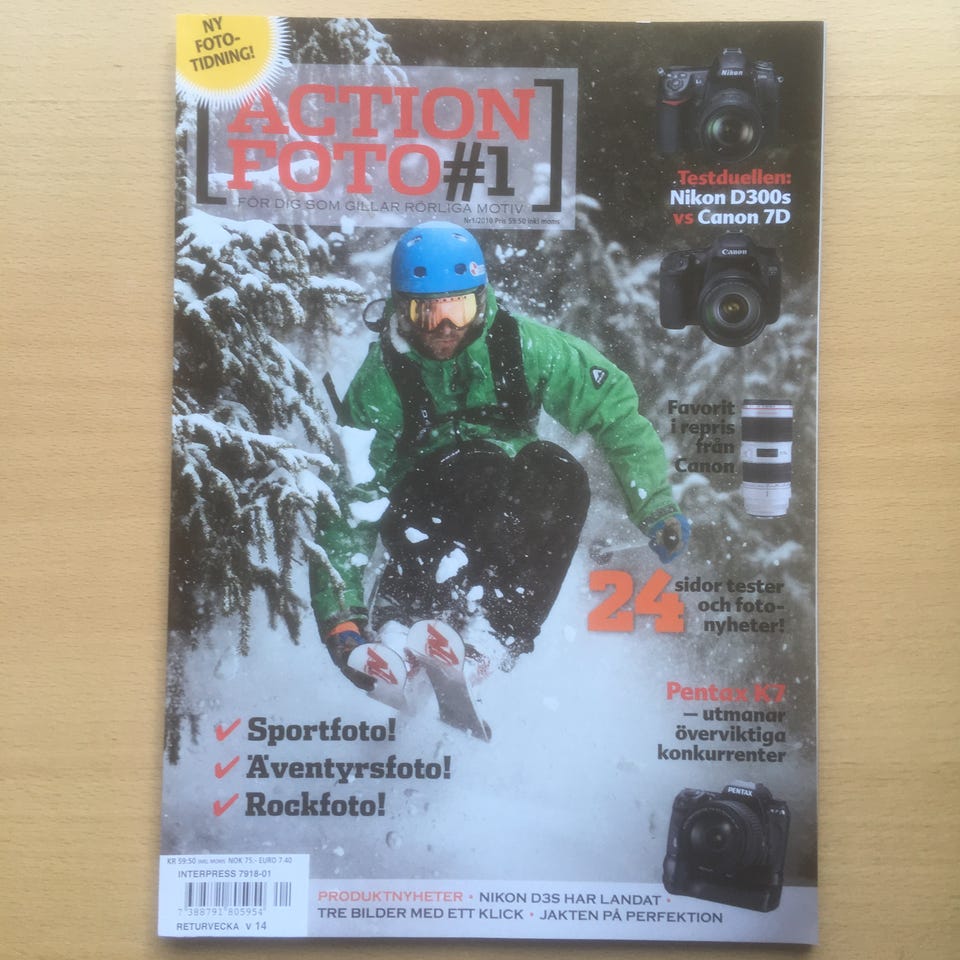 NY
FOTO-
TIDNING!
ACTION
FOTO#1
FÖR DIG SOM GILLAR RÖRLIGA MOTIV
Nr1/2010 Pris 59:50 inkl moms
Nikon
Testduellen:
Nikon D300s
vs Canon 7D
Canon
Favorit
i repris
från
Canon
24 sidor tester
och foto-
nyheter!
Pentax K7
– utmanar
överviktiga
konkurrenter
PENTAX
Sportfoto!
Äventyrsfoto!
Rockfoto!
KR 59:50 INKL MOMS NOK 75:- EURO 7.40
INTERPRESS 7918-01
7 388791 805954
RETURVECKA v 14
PRODUKTNYHETER • NIKON D3S HAR LANDAT •
TRE BILDER MED ETT KLICK • JAKTEN PÅ PERFEKTION